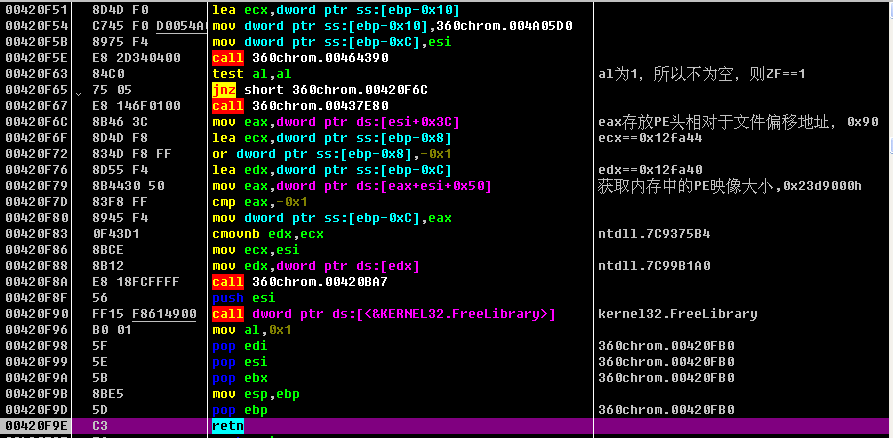 00420F51 8D4D F0 lea ecx,dword ptr ss:[ebp-0x10]
00420F54 C745 F0 D0054A0 mov dword ptr ss:[ebp-0x10],360chrom.004A05D0
00420F5B 8975 F4 mov dword ptr ss:[ebp-0xC],esi
00420F5E E8 2D340400 call 360chrom.00464390
00420F63 84C0 test al,al al为1，所以不为空，则ZF==1
00420F65 75 05 jnz short 360chrom.00420F6C
00420F67 E8 146F0100 call 360chrom.00437E80
00420F6C 8B46 3C mov eax,dword ptr ds:[esi+0x3C] eax存放PE头相对于文件偏移地址，0x90
00420F6F 8D4D F8 lea ecx,dword ptr ss:[ebp-0x8] ecx==0x12fa44
00420F72 834D F8 FF or dword ptr ss:[ebp-0x8],-0x1
00420F76 8D55 F4 lea edx,dword ptr ss:[ebp-0xC] edx==0x12fa40
00420F79 8B4430 50 mov eax,dword ptr ds:[eax+esi+0x50] 获取内存中的PE映像大小,0x23d9000h
00420F7D 83F8 FF cmp eax,-0x1
00420F80 8945 F4 mov dword ptr ss:[ebp-0xC],eax
00420F83 0F43D1 cmovnb edx,ecx ntdll.7C9375B4
00420F86 8BCE mov ecx,esi
00420F88 8B12 mov edx,dword ptr ds:[edx] ntdll.7C99B1A0
00420F8A E8 18FCFFFF call 360chrom.00420BA7
00420F8F 56 push esi
00420F90 FF15 F8614900 call dword ptr ds:[<&KERNEL32.FreeLibrary>] kernel32.FreeLibrary
00420F96 B0 01 mov al,0x1
00420F98 5F pop edi 360chrom.00420FB0
00420F99 5E pop esi 360chrom.00420FB0
00420F9A 5B pop ebx 360chrom.00420FB0
00420F9B 8BE5 mov esp,ebp
00420F9D 5D pop ebp 360chrom.00420FB0
00420F9E C3 retn